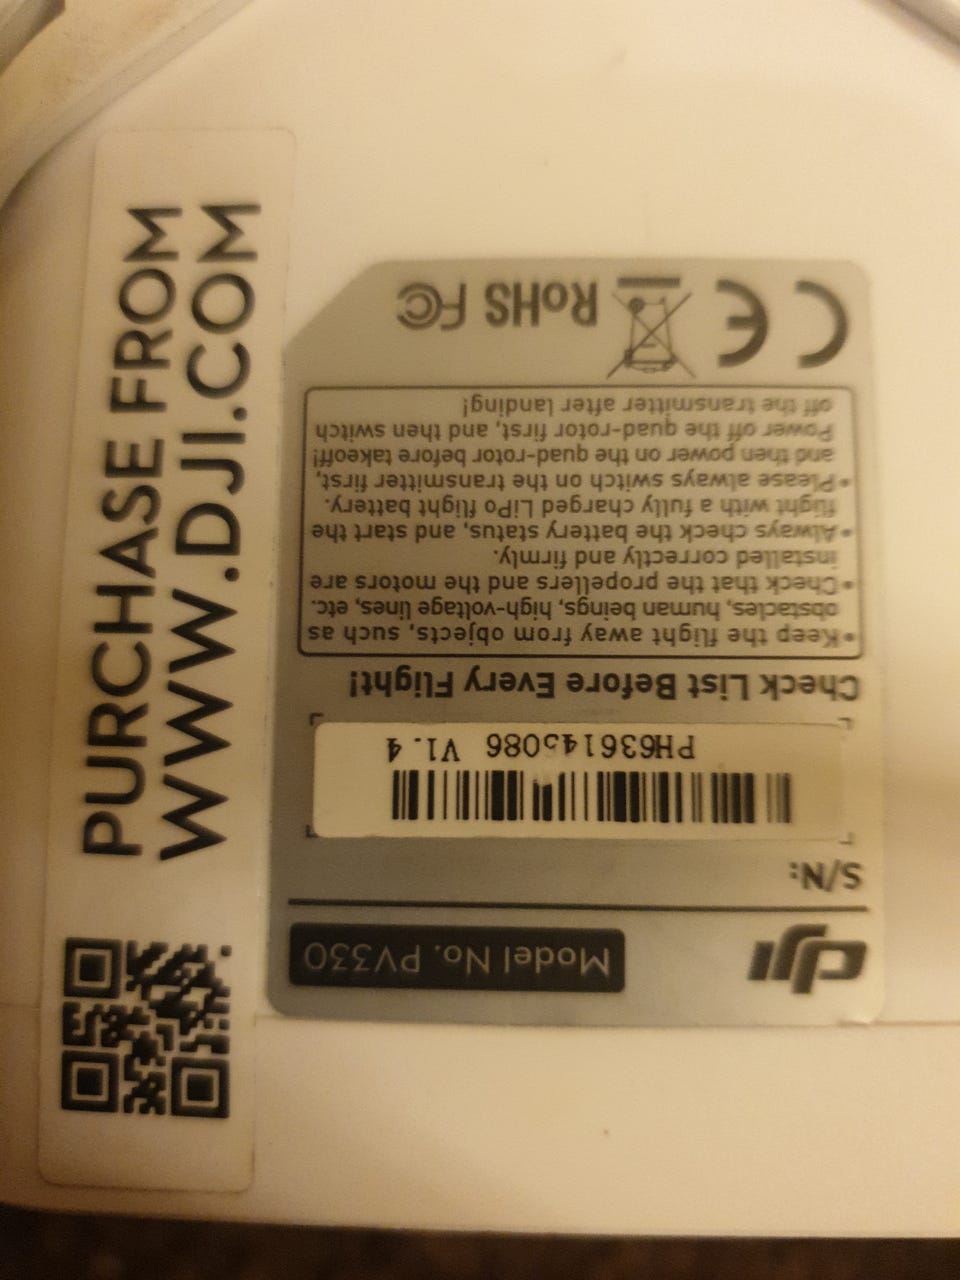 dji
Model No. PV330
S/N:
PH636145086 V1.4
Check List Before Every Flight!
•Keep the flight away from objects, such as
obstacles, human beings, high-voltage lines, etc.
•Check that the propellers and the motors are
installed correctly and firmly.
•Always check the battery status, and start the
flight with a fully charged LiPo flight battery.
•Please always switch on the transmitter first,
and then power on the quad-rotor before takeoff!
Power off the quad-rotor first, and then switch
off the transmitter after landing!
CE RoHS FC
PURCHASE FROM
WWW.DJI.COM